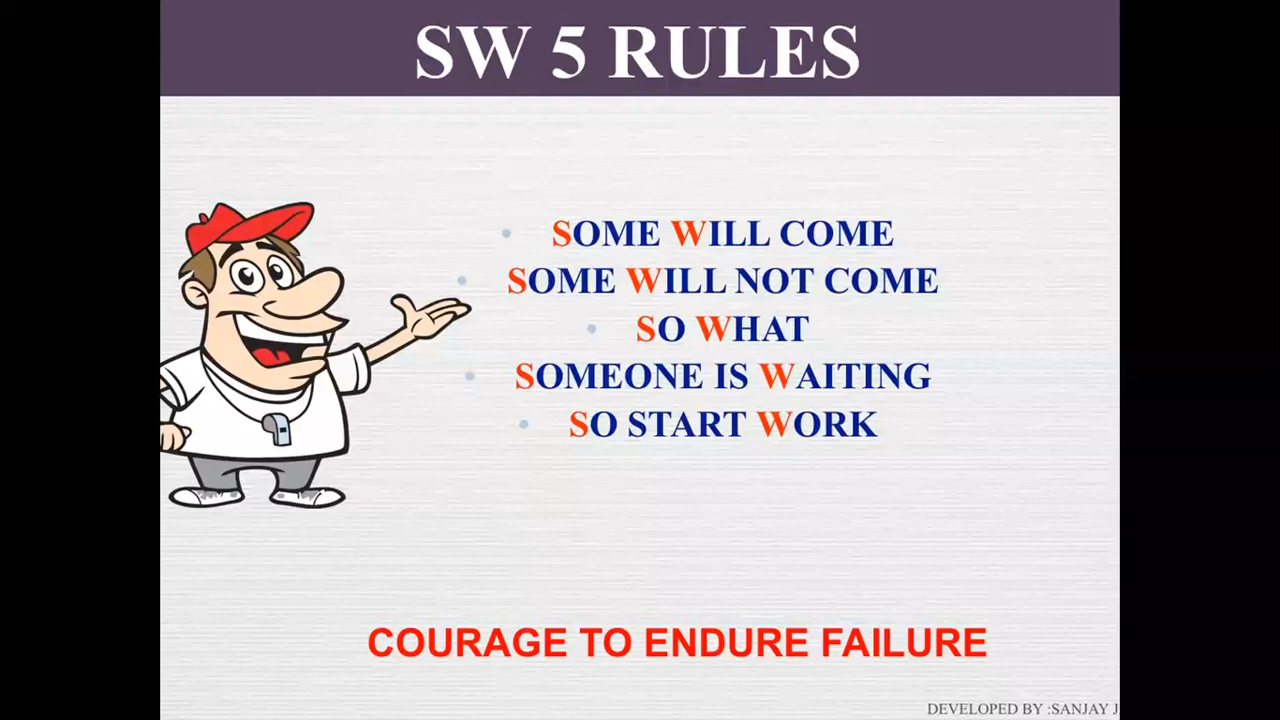 SW 5 RULES
SOME WILL COME
SOME WILL NOT COME
SO WHAT
SOMEONE IS WAITING
SO START WORK
COURAGE TO ENDURE FAILURE
DEVELOPED BY :SANJAY J